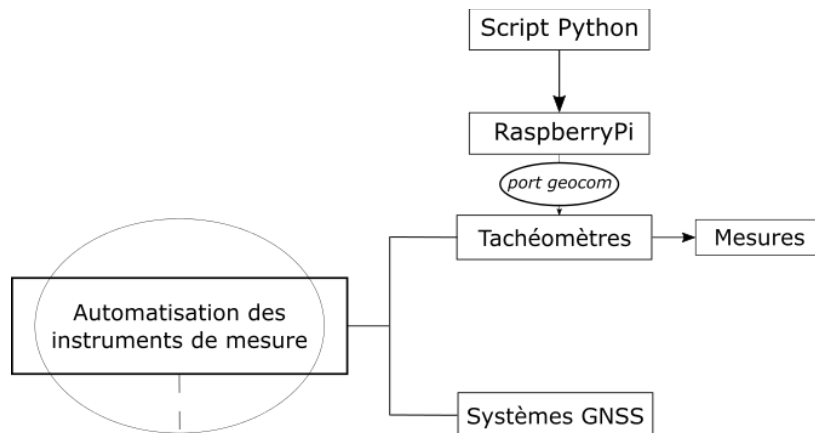 Script Python
RaspberryPi
port geocom
Tachéomètres
Mesures
Automatisation des
instruments de mesure
Systèmes GNSS